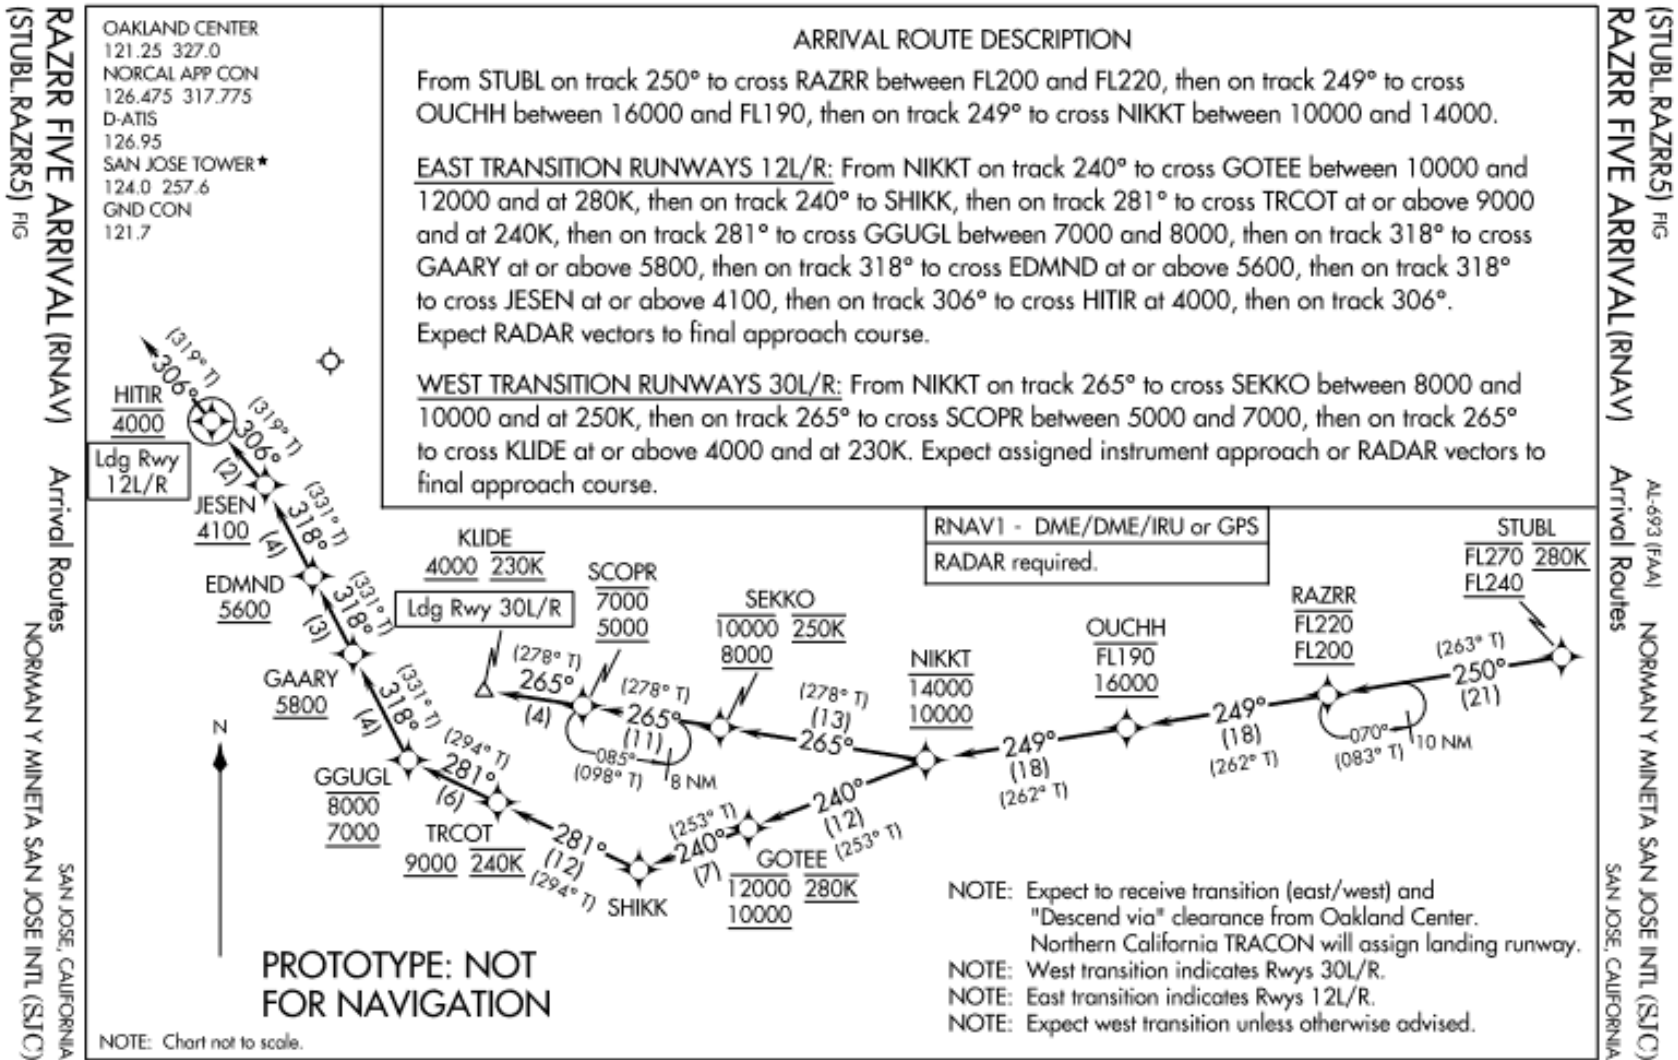 (STUBL.RAZRR5) FIG
RAZRR FIVE ARRIVAL (RNAV) Arrival Routes
NORMAN Y MINETA SAN JOSE INTL (SJC)
SAN JOSE, CALIFORNIA
OAKLAND CENTER
121.25 327.0
NORCAL APP CON
126.475 317.775
D-ATIS
126.95
SAN JOSE TOWER★
124.0 257.6
GND CON
121.7
ARRIVAL ROUTE DESCRIPTION
From STUBL on track 250° to cross RAZRR between FL200 and FL220, then on track 249° to cross
OUCHH between 16000 and FL190, then on track 249° to cross NIKKT between 10000 and 14000.
EAST TRANSITION RUNWAYS 12L/R: From NIKKT on track 240° to cross GOTEE between 10000 and
12000 and at 280K, then on track 240° to SHIKK, then on track 281° to cross TRCOT at or above 9000
and at 240K, then on track 281° to cross GGUGL between 7000 and 8000, then on track 318° to cross
GAARY at or above 5800, then on track 318° to cross EDMND at or above 5600, then on track 318°
to cross JESEN at or above 4100, then on track 306° to cross HITIR at 4000, then on track 306°.
Expect RADAR vectors to final approach course.
WEST TRANSITION RUNWAYS 30L/R: From NIKKT on track 265° to cross SEKKO between 8000 and
10000 and at 250K, then on track 265° to cross SCOPR between 5000 and 7000, then on track 265°
to cross KLIDE at or above 4000 and at 230K. Expect assigned instrument approach or RADAR vectors to
final approach course.
RNAV1 - DME/DME/IRU or GPS
RADAR required.
(319° T)
306°
HITIR
4000
Ldg Rwy
12L/R
(319° T)
306°
(2)
JESEN
4100
(331° T)
318°
(4)
EDMND
5600
(331° T)
318°
(3)
GAARY
5800
(331° T)
318°
(4)
GGUGL
8000
7000
(294° T)
281°
(6)
TRCOT
9000 240K
281°
(12)
(294° T)
SHIKK
(253° T)
240°
(7)
GOTEE
12000 280K
10000
240°
(12)
(253° T)
KLIDE
4000 230K
Ldg Rwy 30L/R
(278° T)
265°
(4)
SCOPR
7000
5000
(278° T)
265°
(11)
085°
(098° T)
8 NM
SEKKO
10000 250K
8000
(278° T)
(13)
265°
NIKKT
14000
10000
249°
(18)
(262° T)
OUCHH
FL190
16000
249°
(18)
(262° T)
RAZRR
FL220
FL200
070°
(083° T)
10 NM
(263° T)
250°
(21)
STUBL
FL270 280K
FL240
N
PROTOTYPE: NOT
FOR NAVIGATION
NOTE: Chart not to scale.
NOTE: Expect to receive transition (east/west) and
"Descend via" clearance from Oakland Center.
Northern California TRACON will assign landing runway.
NOTE: West transition indicates Rwys 30L/R.
NOTE: East transition indicates Rwys 12L/R.
NOTE: Expect west transition unless otherwise advised.
(STUBL.RAZRR5) FIG
RAZRR FIVE ARRIVAL (RNAV) Arrival Routes
AL-693 (FAA)
NORMAN Y MINETA SAN JOSE INTL (SJC)
SAN JOSE, CALIFORNIA